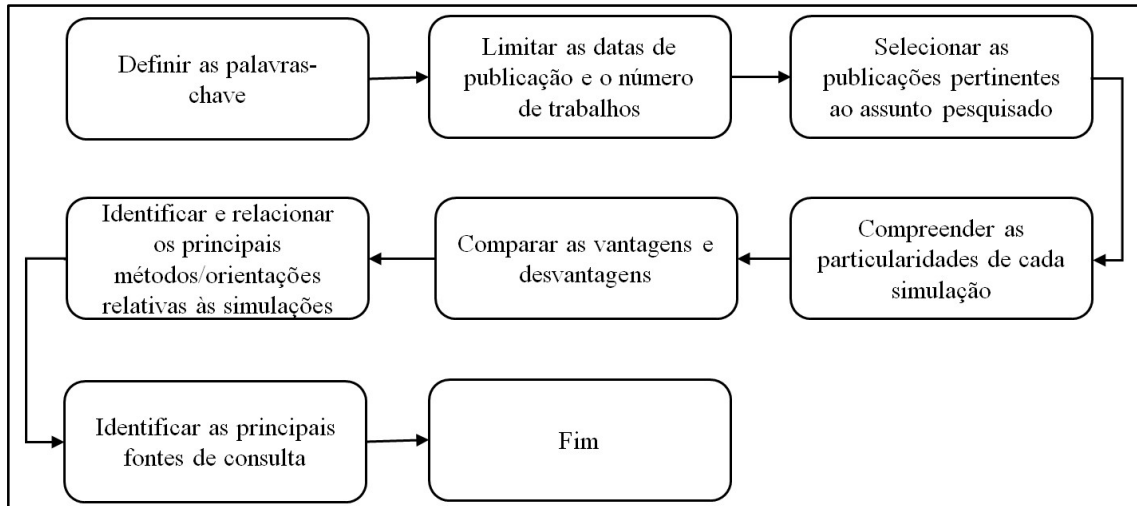 Definir as palavras-
chave
Limitar as datas de
publicação e o número
de trabalhos
Selecionar as
publicações pertinentes
ao assunto pesquisado
Compreender as
particularidades de cada
simulação
Comparar as vantagens e
desvantagens
Identificar e relacionar
os principais
métodos/orientações
relativas às simulações
Identificar as principais
fontes de consulta
Fim